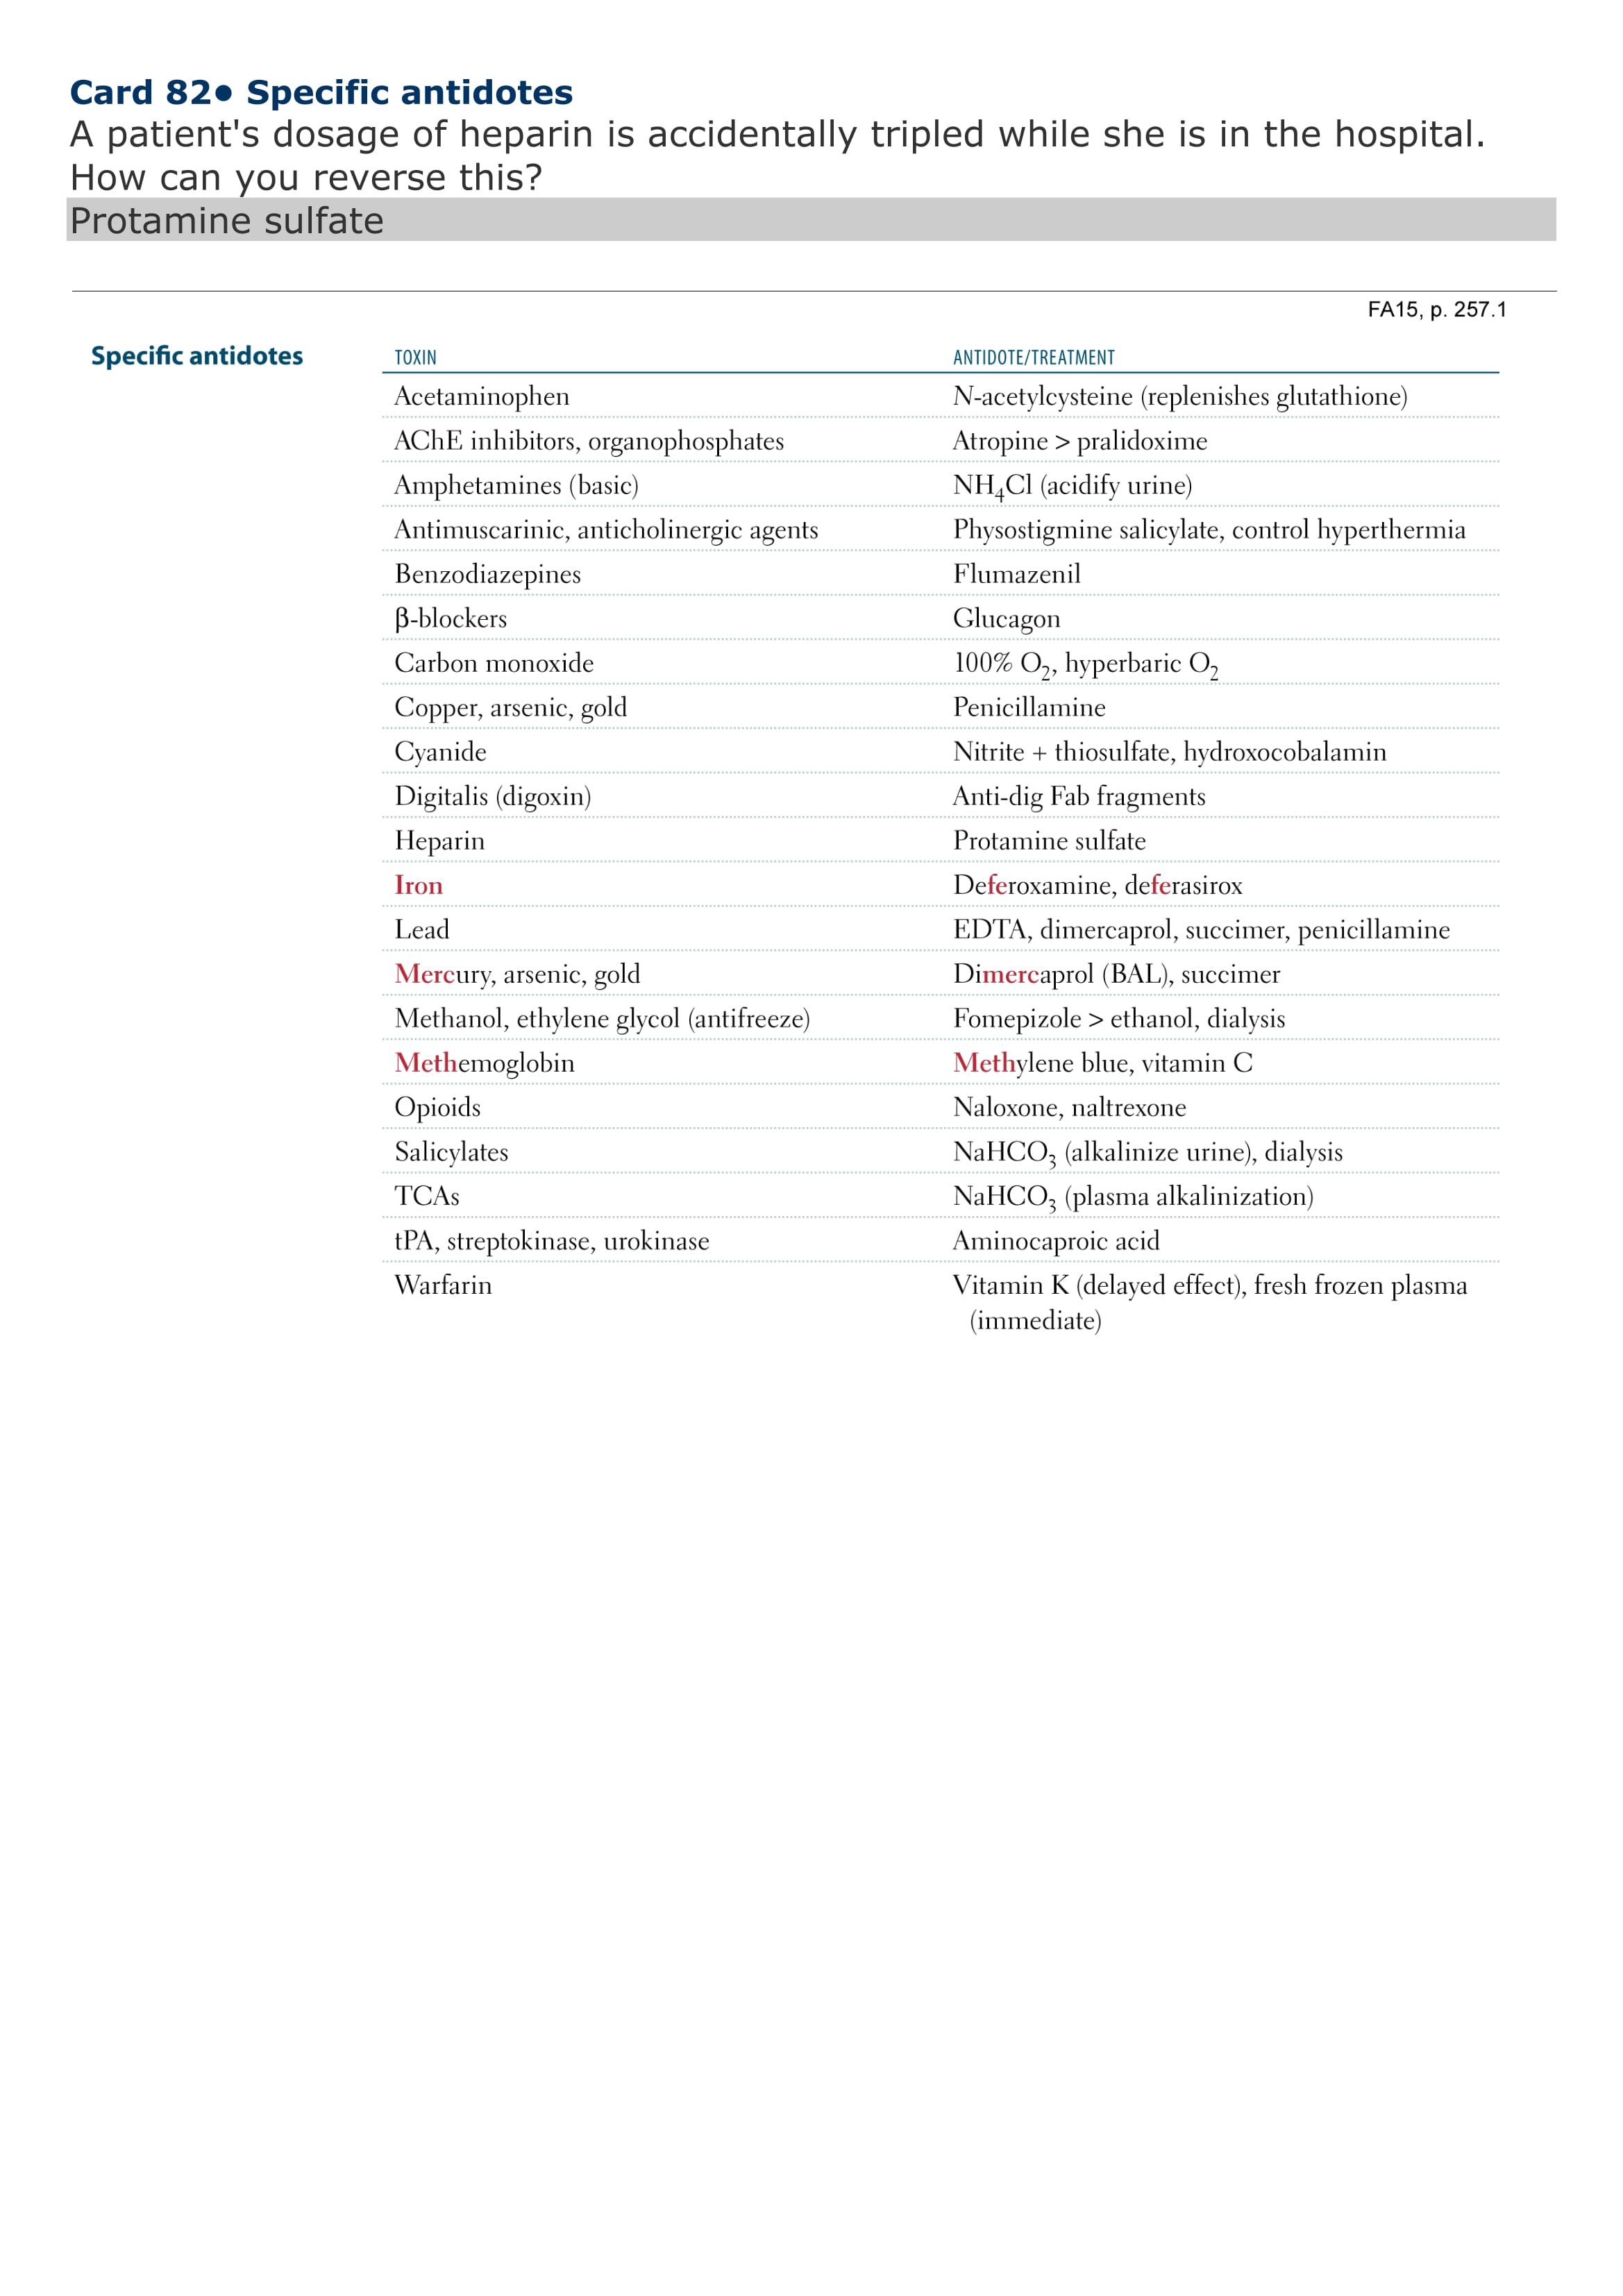 Card 82• Specific antidotes
A patient's dosage of heparin is accidentally tripled while she is in the hospital.
How can you reverse this?
Protamine sulfate
FA15, p. 257.1
Specific antidotes TOXIN ANTIDOTE/TREATMENT
Acetaminophen N-acetylcysteine (replenishes glutathione)
AChE inhibitors, organophosphates Atropine > pralidoxime
Amphetamines (basic) NH₄Cl (acidify urine)
Antimuscarinic, anticholinergic agents Physostigmine salicylate, control hyperthermia
Benzodiazepines Flumazenil
β-blockers Glucagon
Carbon monoxide 100% O₂, hyperbaric O₂
Copper, arsenic, gold Penicillamine
Cyanide Nitrite + thiosulfate, hydroxocobalamin
Digitalis (digoxin) Anti-dig Fab fragments
Heparin Protamine sulfate
Iron Deferoxamine, deferasirox
Lead EDTA, dimercaprol, succimer, penicillamine
Mercury, arsenic, gold Dimercaprol (BAL), succimer
Methanol, ethylene glycol (antifreeze) Fomepizole > ethanol, dialysis
Methemoglobin Methylene blue, vitamin C
Opioids Naloxone, naltrexone
Salicylates NaHCO₃ (alkalinize urine), dialysis
TCAs NaHCO₃ (plasma alkalinization)
tPA, streptokinase, urokinase Aminocaproic acid
Warfarin Vitamin K (delayed effect), fresh frozen plasma
(immediate)